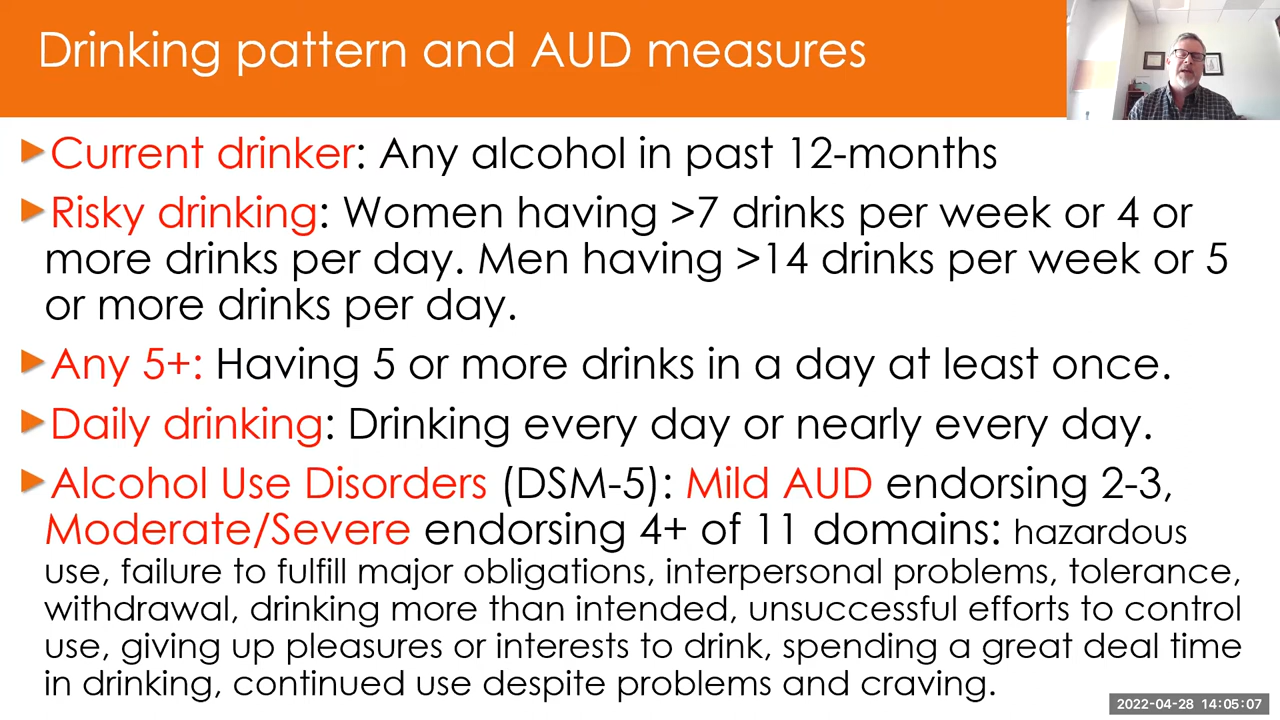 Drinking pattern and AUD measures
Current drinker: Any alcohol in past 12-months
Risky drinking: Women having >7 drinks per week or 4 or
more drinks per day. Men having >14 drinks per week or 5
or more drinks per day.
Any 5+: Having 5 or more drinks in a day at least once.
Daily drinking: Drinking every day or nearly every day.
Alcohol Use Disorders (DSM-5): Mild AUD endorsing 2-3,
Moderate/Severe endorsing 4+ of 11 domains: hazardous
use, failure to fulfill major obligations, interpersonal problems, tolerance,
withdrawal, drinking more than intended, unsuccessful efforts to control
use, giving up pleasures or interests to drink, spending a great deal time
in drinking, continued use despite problems and craving.
2022-04-28 14:05:07